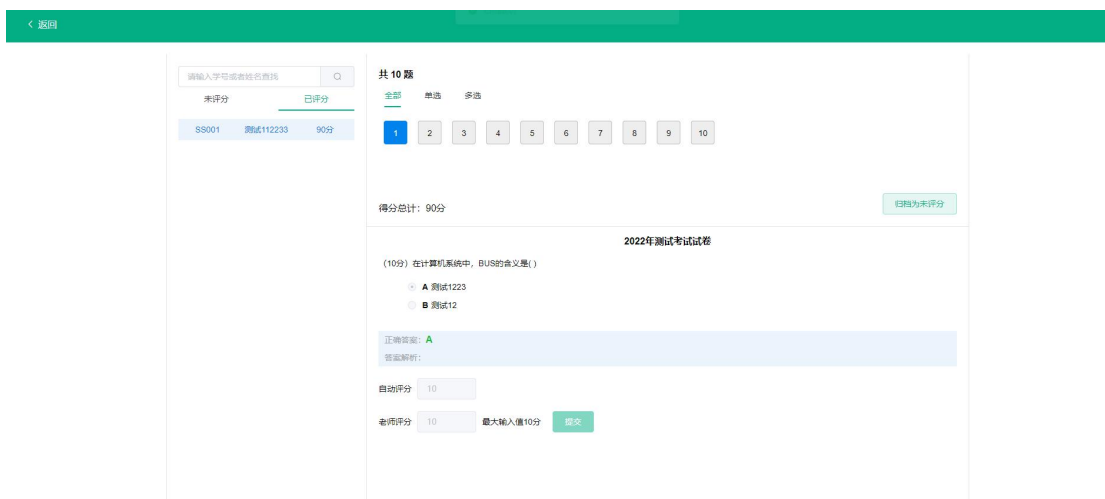 返回
请输入学号或者姓名查找
未评分 已评分
SS001 测试112233 90分
共 10 题
全部 单选 多选
1 2 3 4 5 6 7 8 9 10
得分总计：90分 归档为未评分
2022年测试考试试卷
（10分）在计算机系统中，BUS的含义是( )
A 测试1223
B 测试12
正确答案：A
答案解析：
自动评分 10
老师评分 10 最大输入值10分 提交